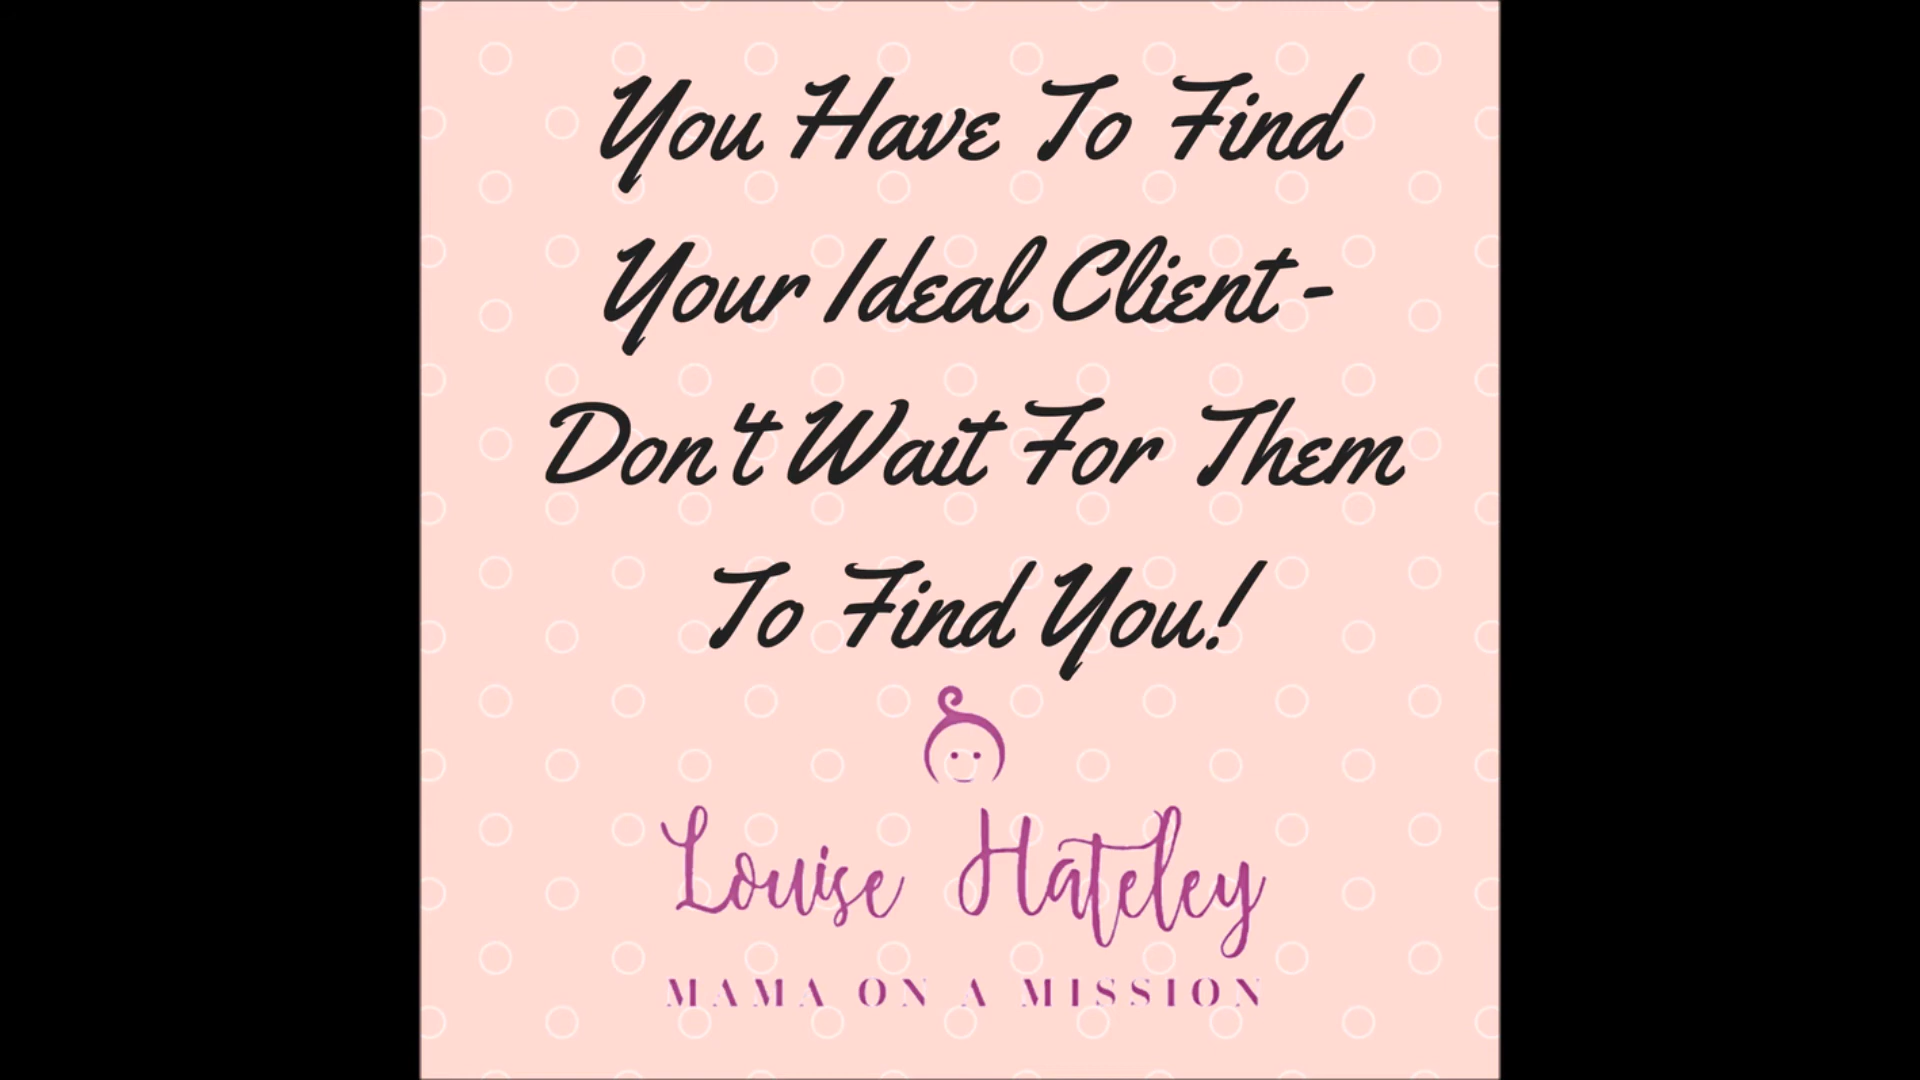 You Have To Find
Your Ideal Client -
Don't Wait For Them
To Find You!
Louise Hateley
MAMA ON A MISSION